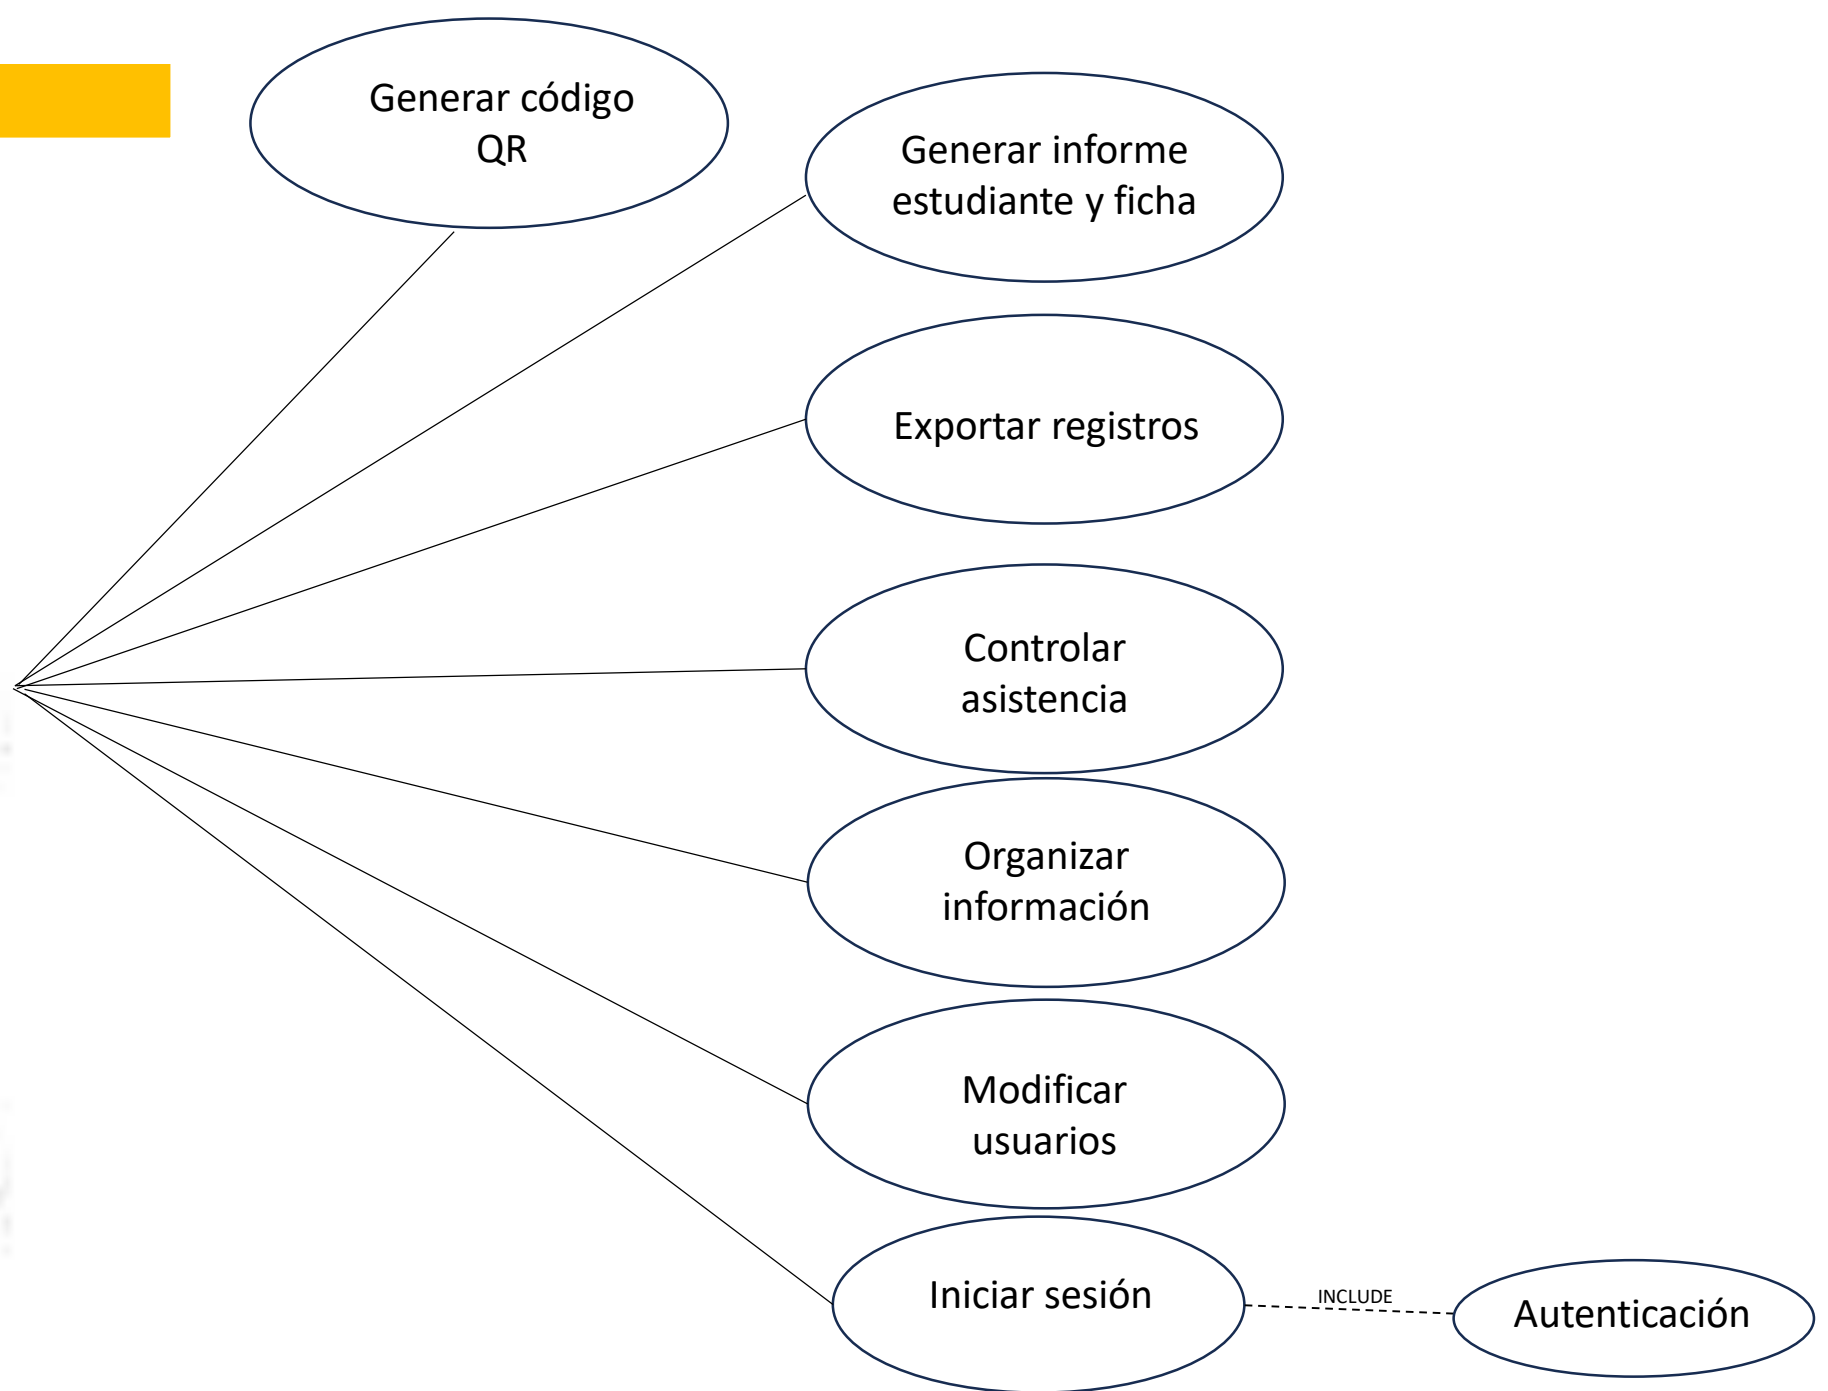 Generar código
QR
Generar informe
estudiante y ficha
Exportar registros
Controlar
asistencia
Organizar
información
Modificar
usuarios
Iniciar sesión
INCLUDE
Autenticación